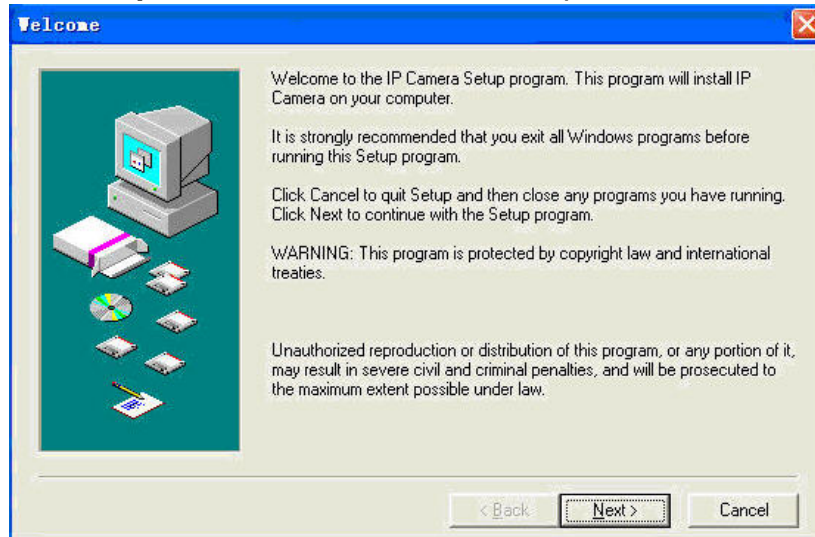 Welcome
Welcome to the IP Camera Setup program. This program will install IP
Camera on your computer.
It is strongly recommended that you exit all Windows programs before
running this Setup program.
Click Cancel to quit Setup and then close any programs you have running.
Click Next to continue with the Setup program.
WARNING: This program is protected by copyright law and international
treaties.
Unauthorized reproduction or distribution of this program, or any portion of it,
may result in severe civil and criminal penalties, and will be prosecuted to
the maximum extent possible under law.
< Back Next > Cancel